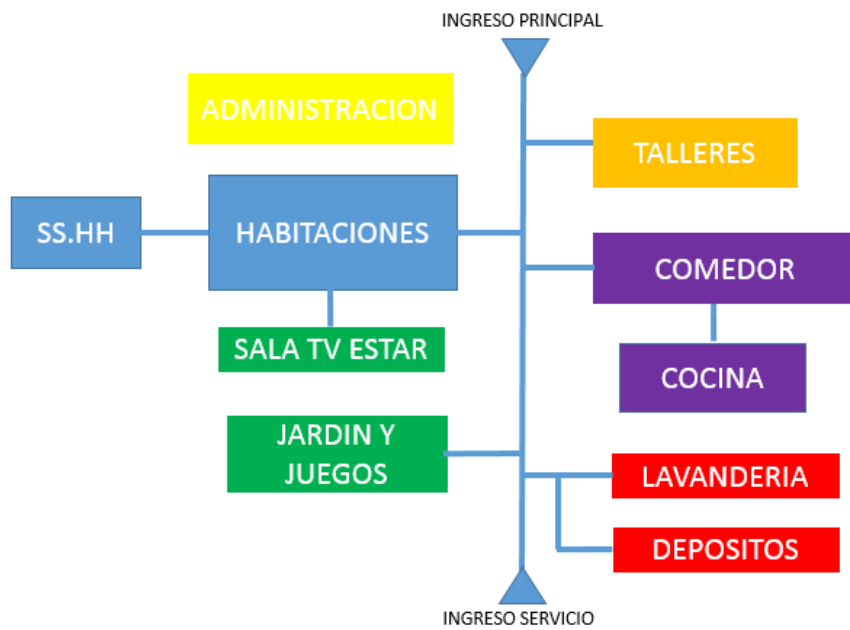 INGRESO PRINCIPAL
ADMINISTRACION
TALLERES
SS.HH
HABITACIONES
COMEDOR
SALA TV ESTAR
COCINA
JARDIN Y
JUEGOS
LAVANDERIA
DEPOSITOS
INGRESO SERVICIO